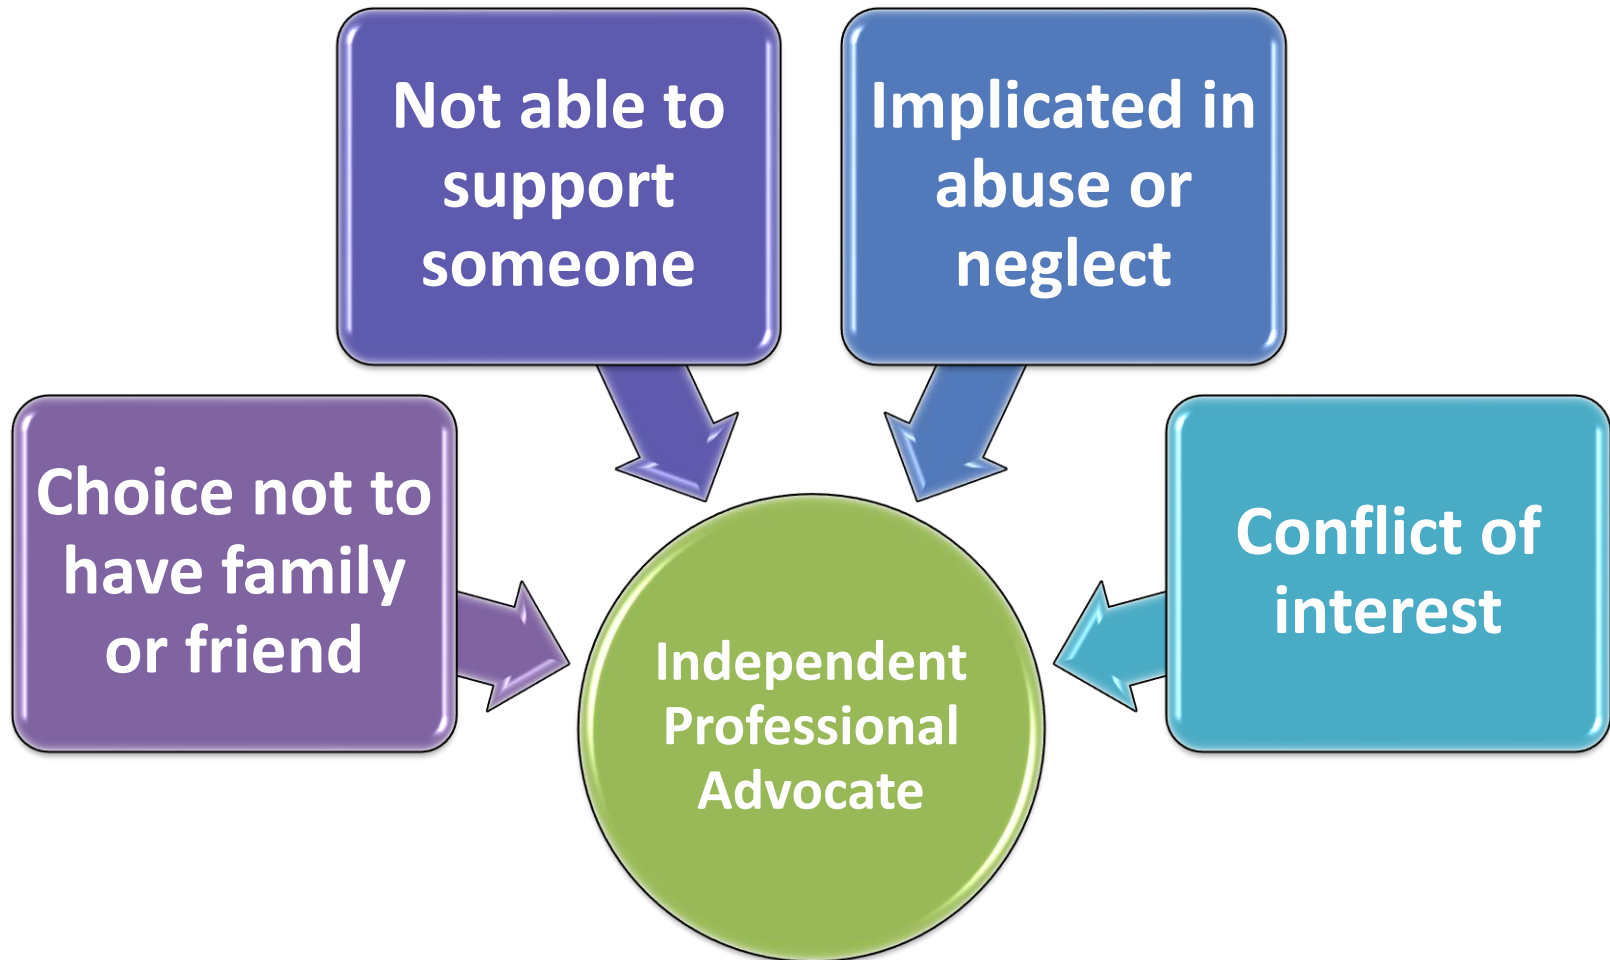 Not able to
support
someone
Implicated in
abuse or
neglect
Choice not to
have family
or friend
Conflict of
interest
Independent
Professional
Advocate